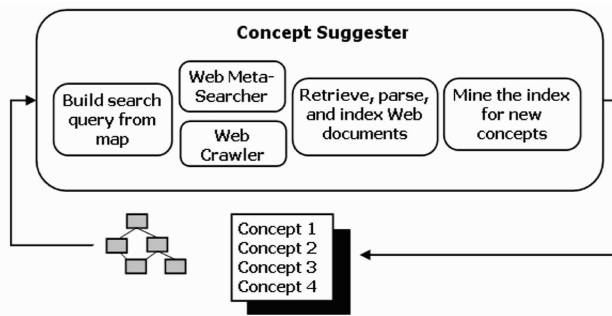 Concept Suggester
Build search
query from
map
Web Meta-
Searcher
Web
Crawler
Retrieve, parse,
and index Web
documents
Mine the index
for new
concepts
Concept 1
Concept 2
Concept 3
Concept 4